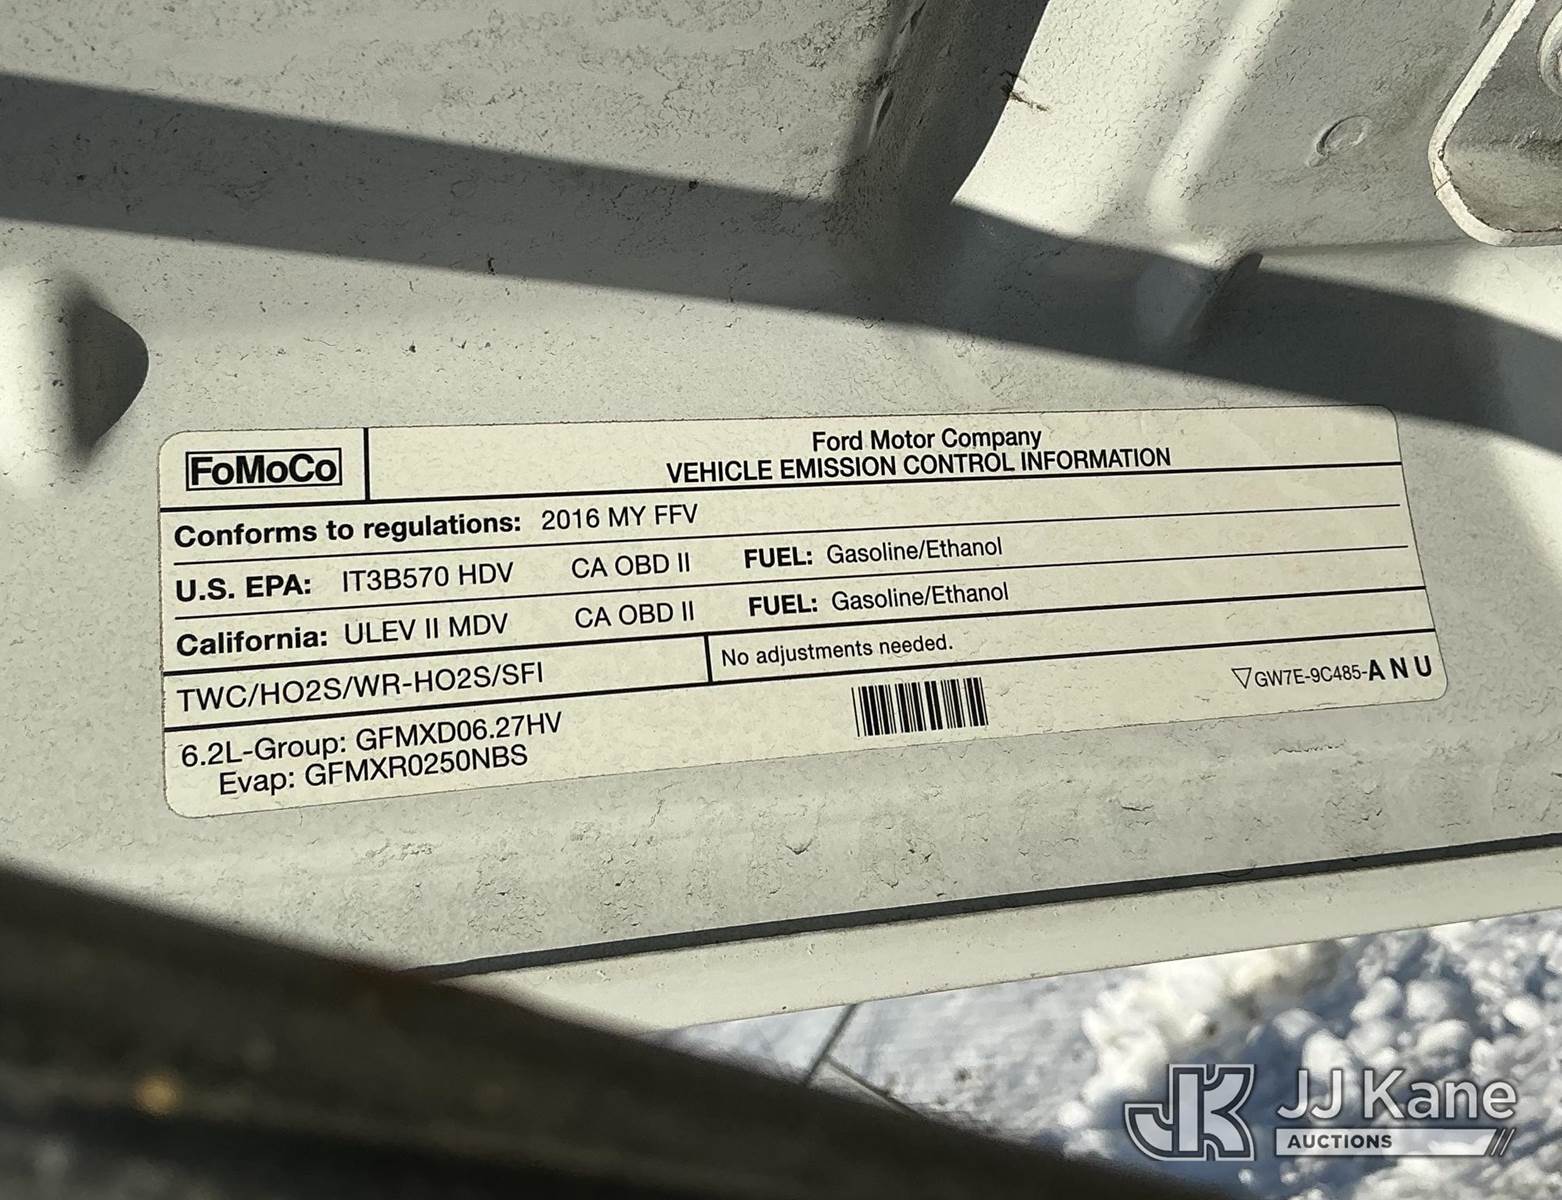 FoMoCo
Ford Motor Company
VEHICLE EMISSION CONTROL INFORMATION
Conforms to regulations: 2016 MY FFV
U.S. EPA: IT3B570 HDV CA OBD II FUEL: Gasoline/Ethanol
California: ULEV II MDV CA OBD II FUEL: Gasoline/Ethanol
TWC/HO2S/WR-HO2S/SFI No adjustments needed.
6.2L-Group: GFMXD06.27HV
Evap: GFMXR0250NBS
▽GW7E-9C485-A N U
JK JJ Kane
AUCTIONS